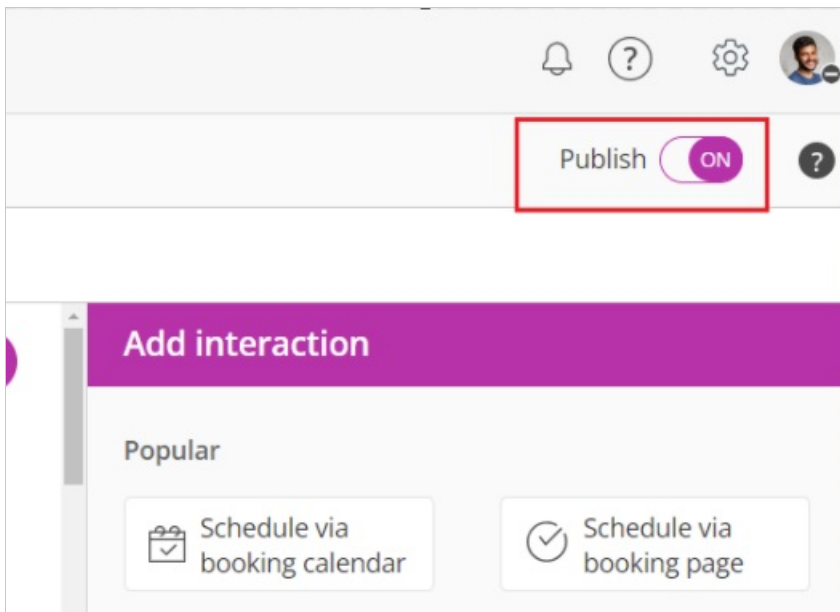 ?
Publish ON ?
Add interaction
Popular
Schedule via
booking calendar
Schedule via
booking page